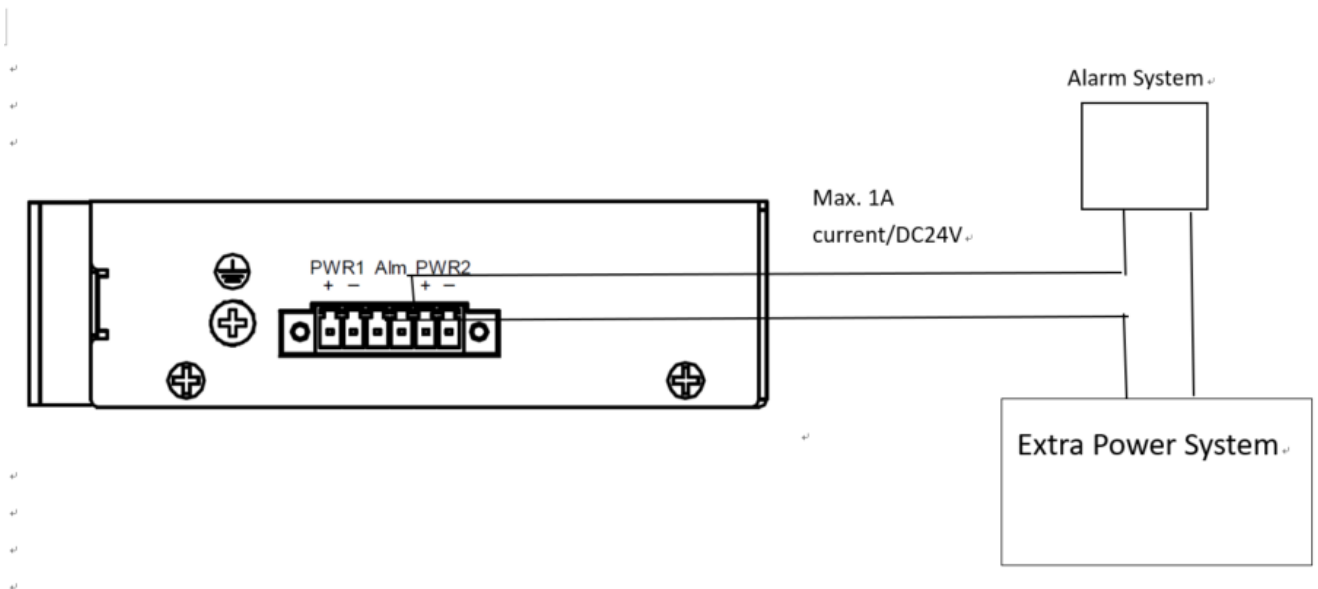 Alarm System
Max. 1A
current/DC24V
PWR1 Alm PWR2
+ − + −
Extra Power System